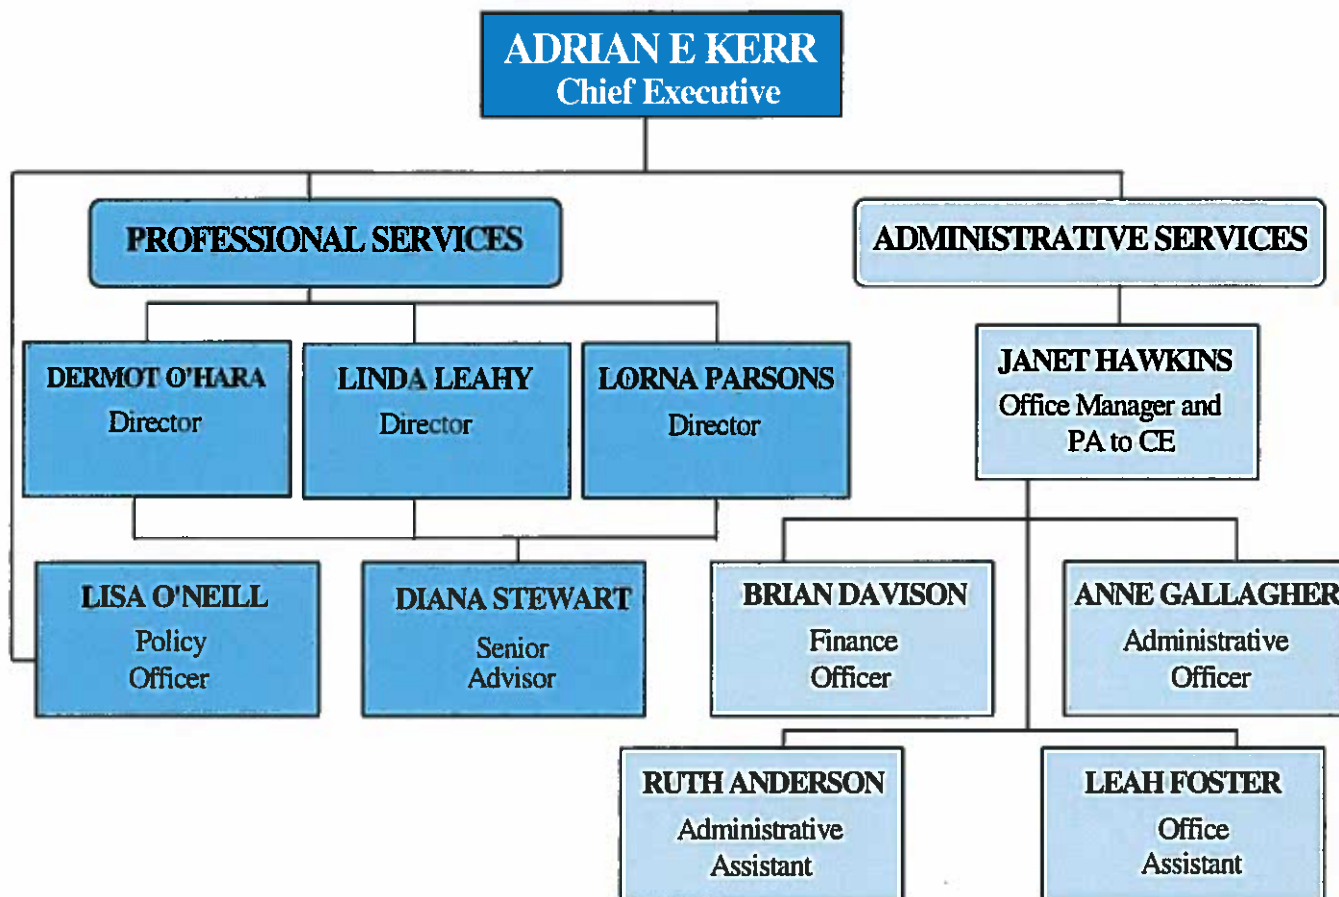 ADRIAN E KERR
Chief Executive
PROFESSIONAL SERVICES
ADMINISTRATIVE SERVICES
DERMOT O'HARA
Director
LINDA LEAHY
Director
LORNA PARSONS
Director
JANET HAWKINS
Office Manager and
PA to CE
LISA O'NEILL
Policy
Officer
DIANA STEWART
Senior
Advisor
BRIAN DAVISON
Finance
Officer
ANNE GALLAGHER
Administrative
Officer
RUTH ANDERSON
Administrative
Assistant
LEAH FOSTER
Office
Assistant